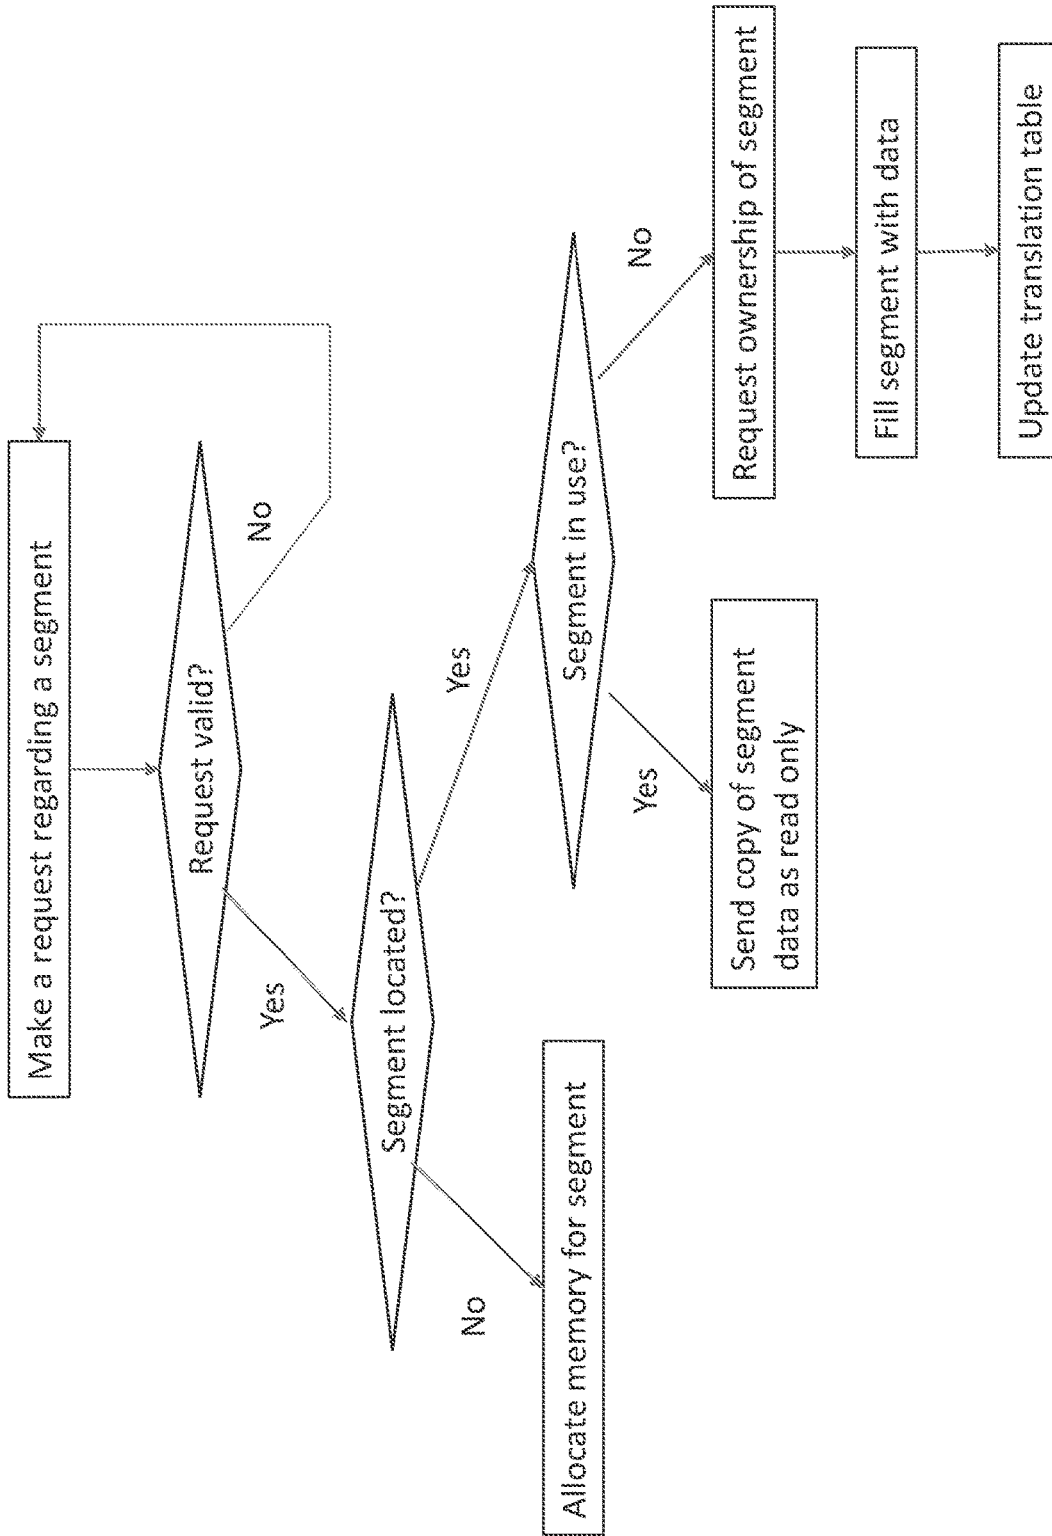 Make a request regarding a segment
Request valid?
Yes
No
Segment located?
No
Yes
Allocate memory for segment
Segment in use?
Yes
No
Send copy of segment
data as read only
Request ownership of segment
Fill segment with data
Update translation table